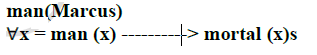 man(Marcus)
∀x = man (x) ----------> mortal (x)s